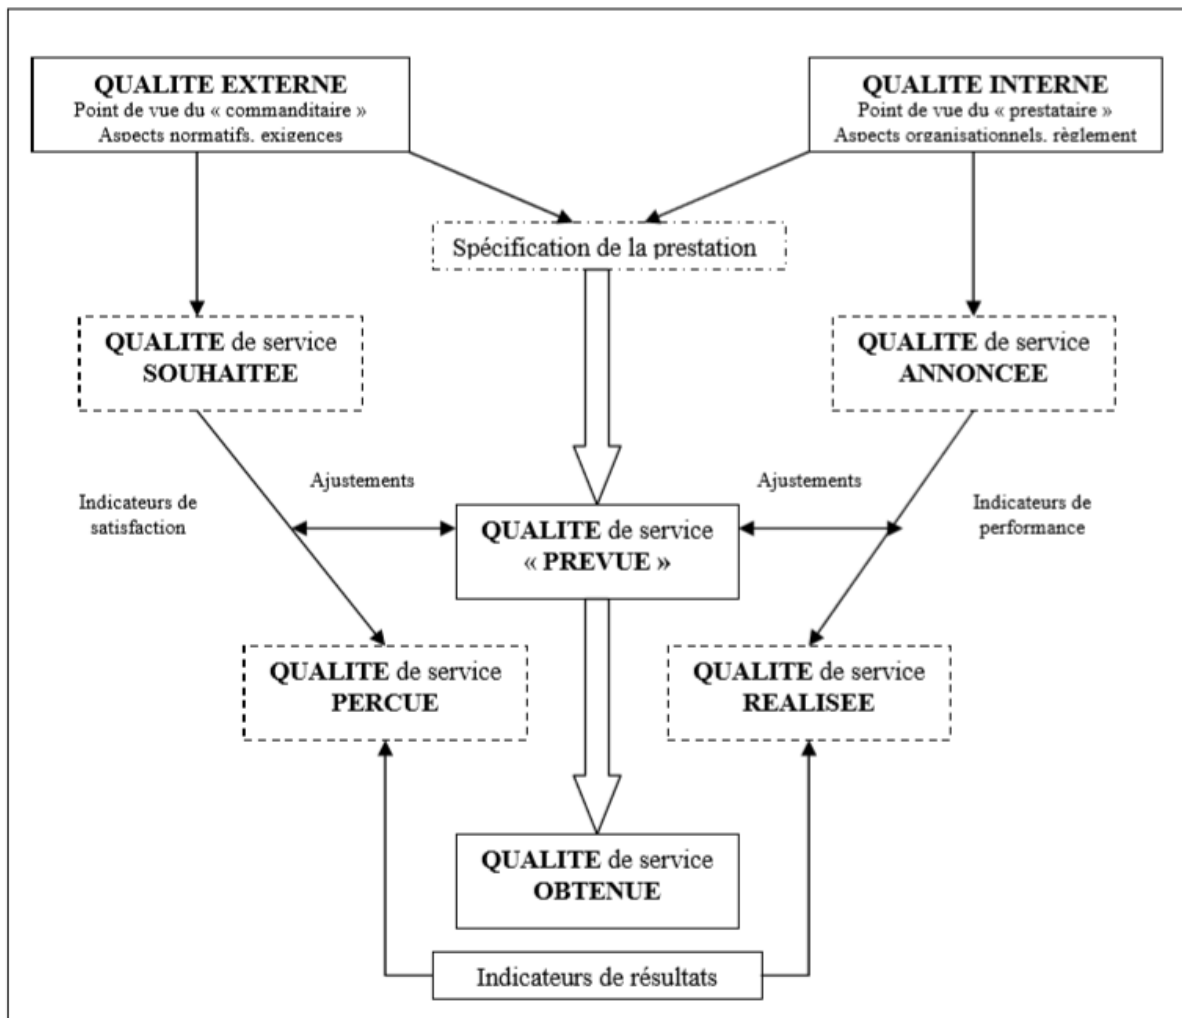 QUALITE EXTERNE
Point de vue du « commanditaire »
Aspects normatifs, exigences
QUALITE INTERNE
Point de vue du « prestataire »
Aspects organisationnels, règlement
Spécification de la prestation
QUALITE de service
SOUHAITEE
QUALITE de service
ANNONCEE
Indicateurs de
satisfaction
Ajustements
Ajustements
Indicateurs de
performance
QUALITE de service
« PREVUE »
QUALITE de service
PERCUE
QUALITE de service
REALISEE
QUALITE de service
OBTENUE
Indicateurs de résultats